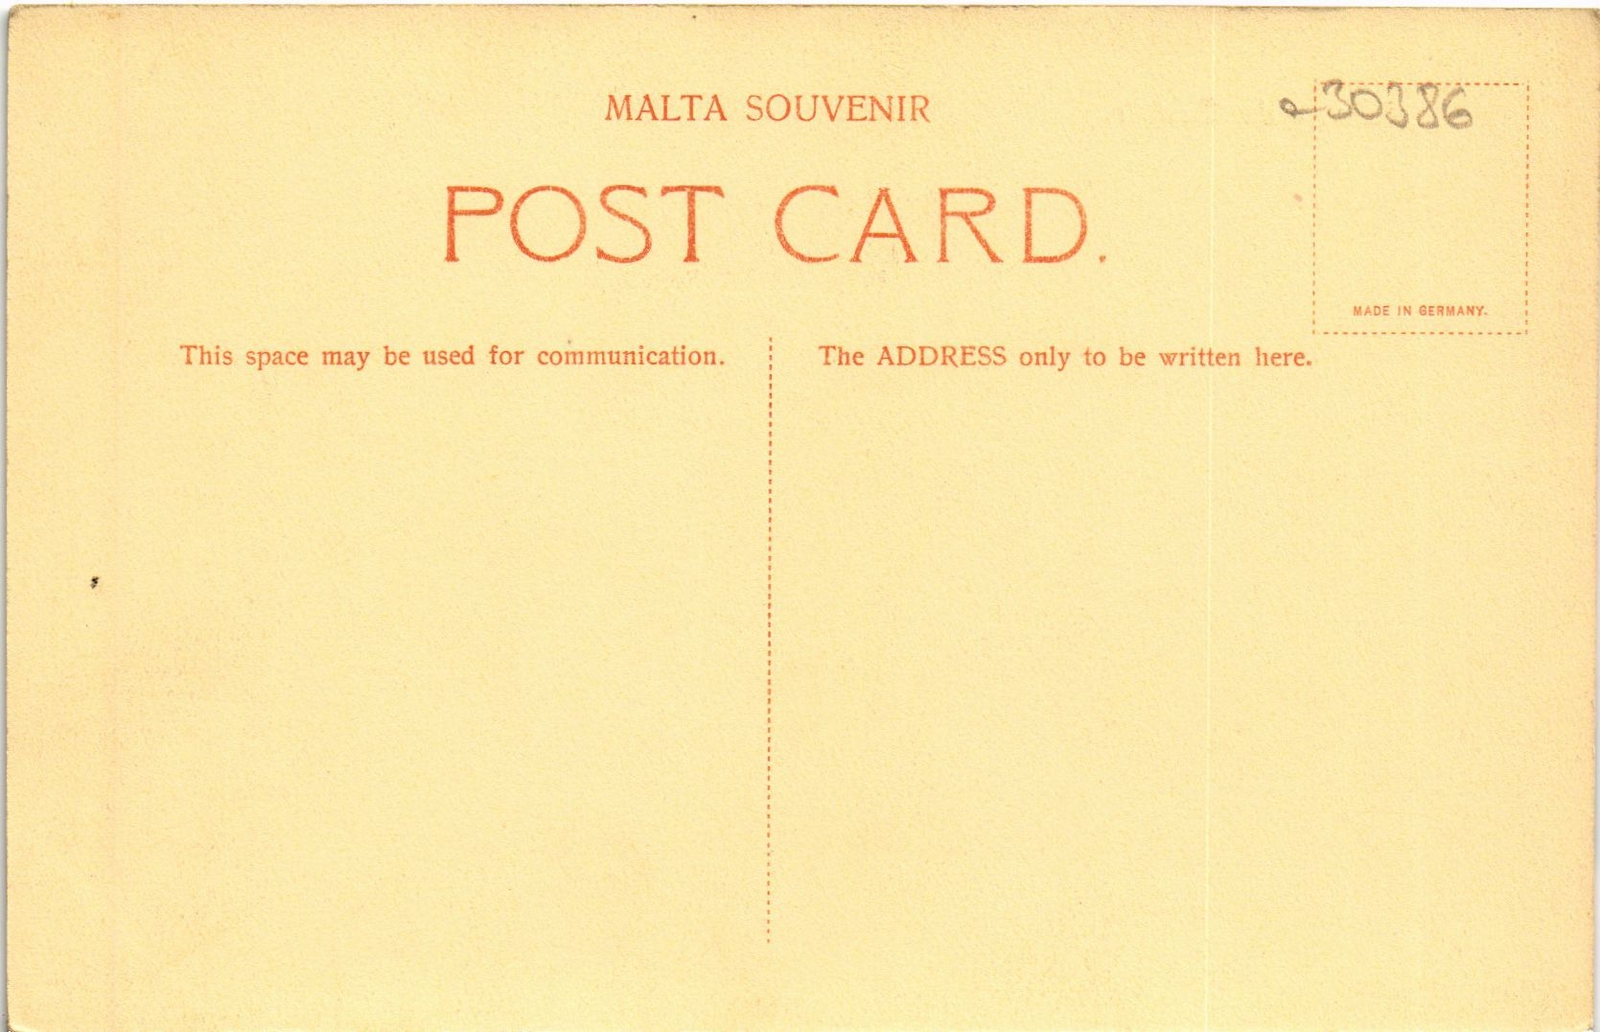 MALTA SOUVENIR
30386
POST CARD.
MADE IN GERMANY.
This space may be used for communication.
The ADDRESS only to be written here.